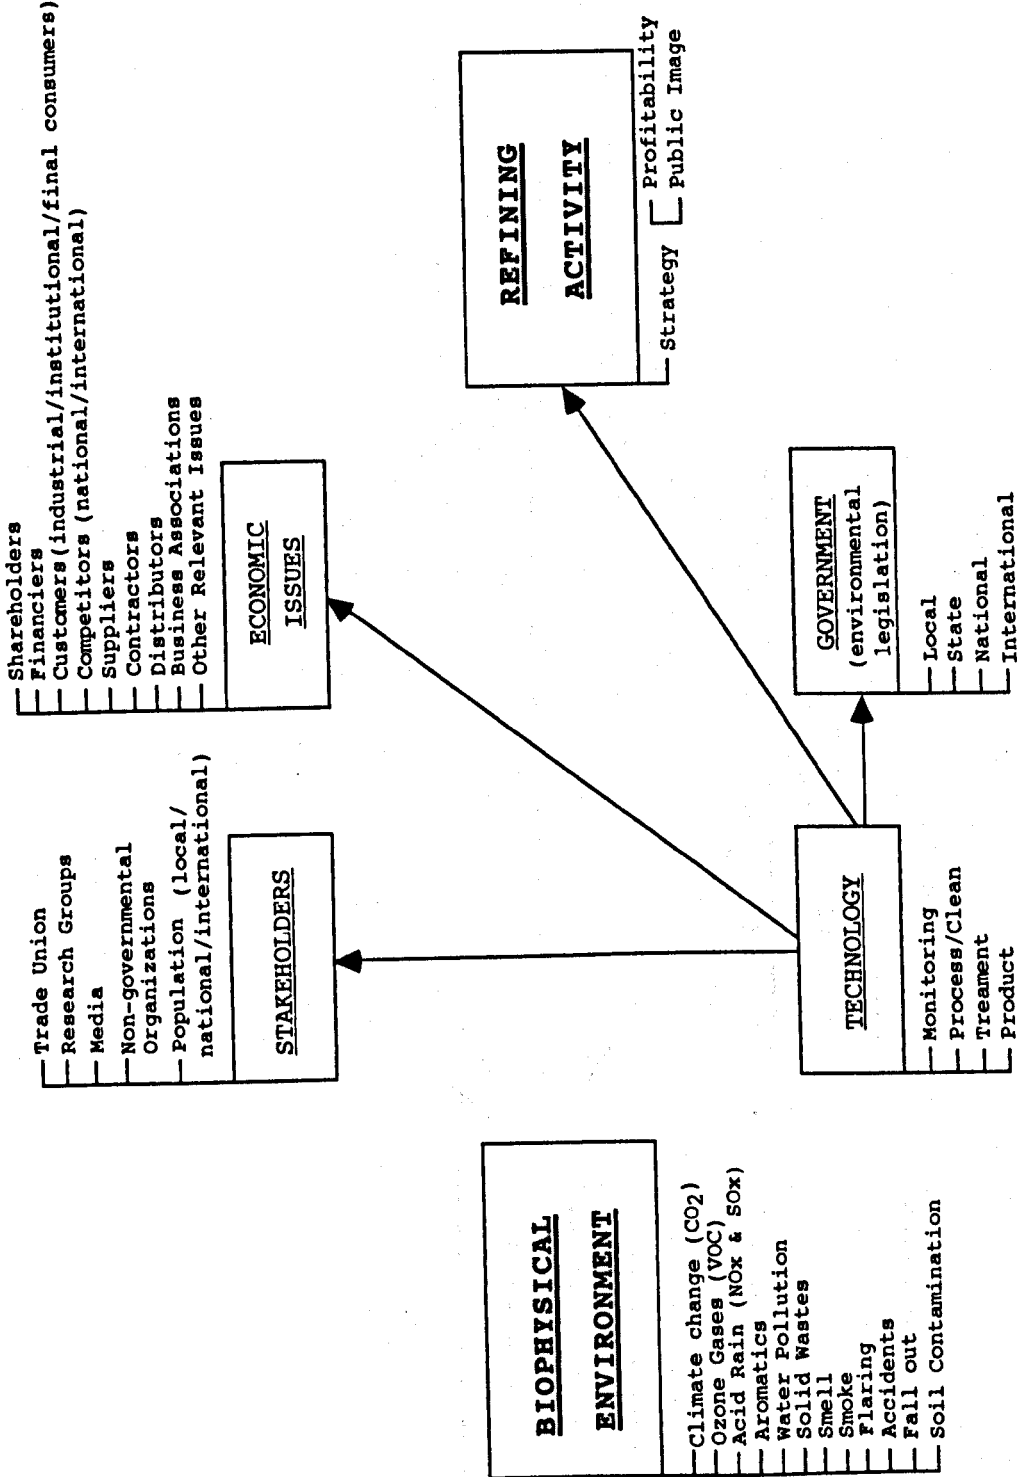 Trade Union
Research Groups
Media
Non-governmental
Organizations
Population (local/
national/international)
STAKEHOLDERS
Shareholders
Financiers
Customers(industrial/institutional/final consumers)
Competitors (national/international)
Suppliers
Contractors
Distributors
Business Associations
Other Relevant Issues
ECONOMIC
ISSUES
BIOPHYSICAL
ENVIRONMENT
Climate change (CO2)
Ozone Gases (VOC)
Acid Rain (NOx & SOx)
Aromatics
Water Pollution
Solid Wastes
Smell
Smoke
Flaring
Accidents
Fall out
Soil Contamination
REFINING
ACTIVITY
Strategy
Profitability
Public Image
TECHNOLOGY
Monitoring
Process/Clean
Treament
Product
GOVERNMENT
(environmental
legislation)
Local
State
National
International